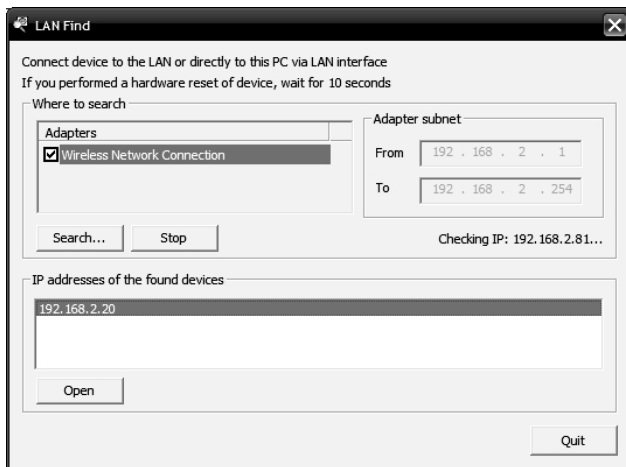 LAN Find
Connect device to the LAN or directly to this PC via LAN interface
If you performed a hardware reset of device, wait for 10 seconds
Where to search
Adapters
Wireless Network Connection
Adapter subnet
From 192 . 168 . 2 . 1
To 192 . 168 . 2 . 254
Search... Stop Checking IP: 192.168.2.81...
IP addresses of the found devices
192.168.2.20
Open
Quit